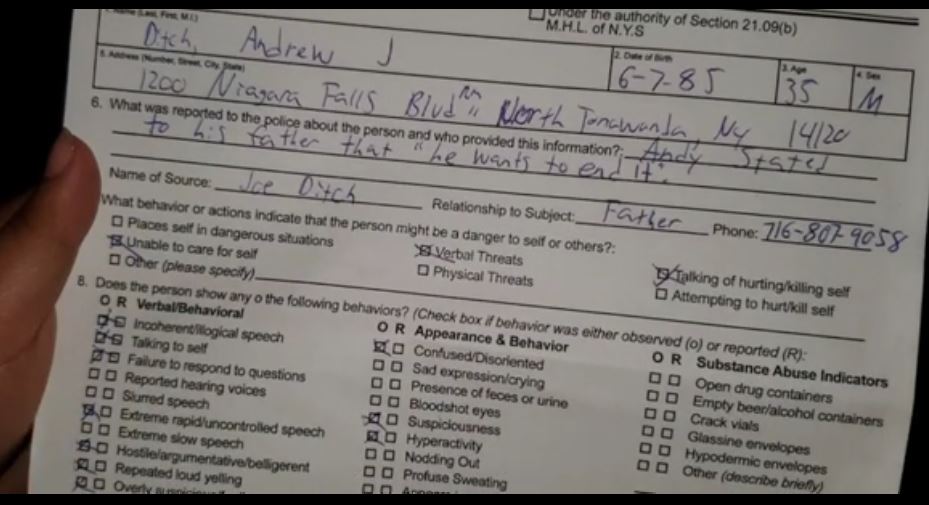 Under the authority of Section 21.09(b)
M.H.L. of N.Y.S
Name (Last, First, M.I.) 2. Date of Birth 3. Age 4. Sex
Ditch, Andrew J 6-7-85 35 M
5. Address (Number, Street, City, State)
1200 Niagara Falls Blvd North Tonawanda, Ny 14120
6. What was reported to the police about the person and who provided this information?: Andy Stated
to his father that "he wants to end it".
Name of Source: Joe Ditch Relationship to Subject: Father Phone: 716-807-9058
What behavior or actions indicate that the person might be a danger to self or others?:
Places self in dangerous situations Verbal Threats Talking of hurting/killing self
Unable to care for self Physical Threats Attempting to hurt/kill self
Other (please specify)
8. Does the person show any o the following behaviors? (Check box if behavior was either observed (o) or reported (R):
O R Verbal/Behavioral O R Appearance & Behavior O R Substance Abuse Indicators
Incoherent/illogical speech Confused/Disoriented Open drug containers
Talking to self Sad expression/crying Empty beer/alcohol containers
Failure to respond to questions Presence of feces or urine Crack vials
Reported hearing voices Bloodshot eyes Glassine envelopes
Slurred speech Suspiciousness Hypodermic envelopes
Extreme rapid/uncontrolled speech Hyperactivity Other (describe briefly)
Extreme slow speech Nodding Out
Hostile/argumentative/belligerent Profuse Sweating
Repeated loud yelling
Overly